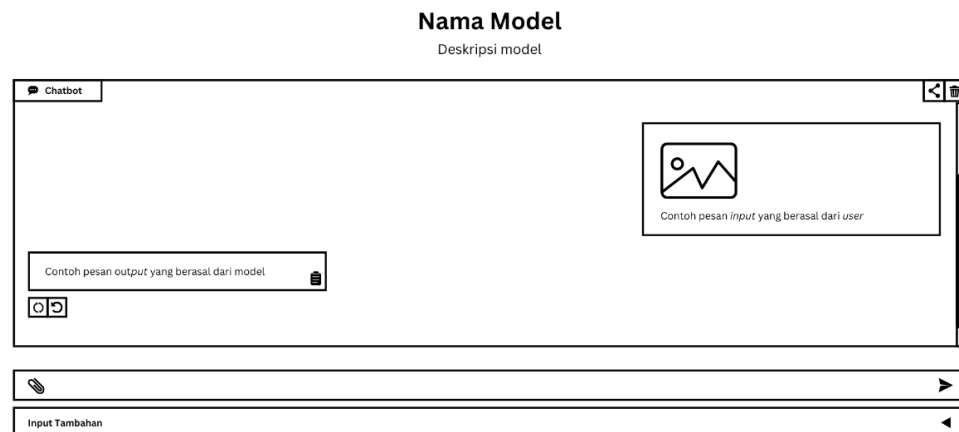 Nama Model
Deskripsi model
Chatbot
Contoh pesan input yang berasal dari user
Contoh pesan output yang berasal dari model
Input Tambahan